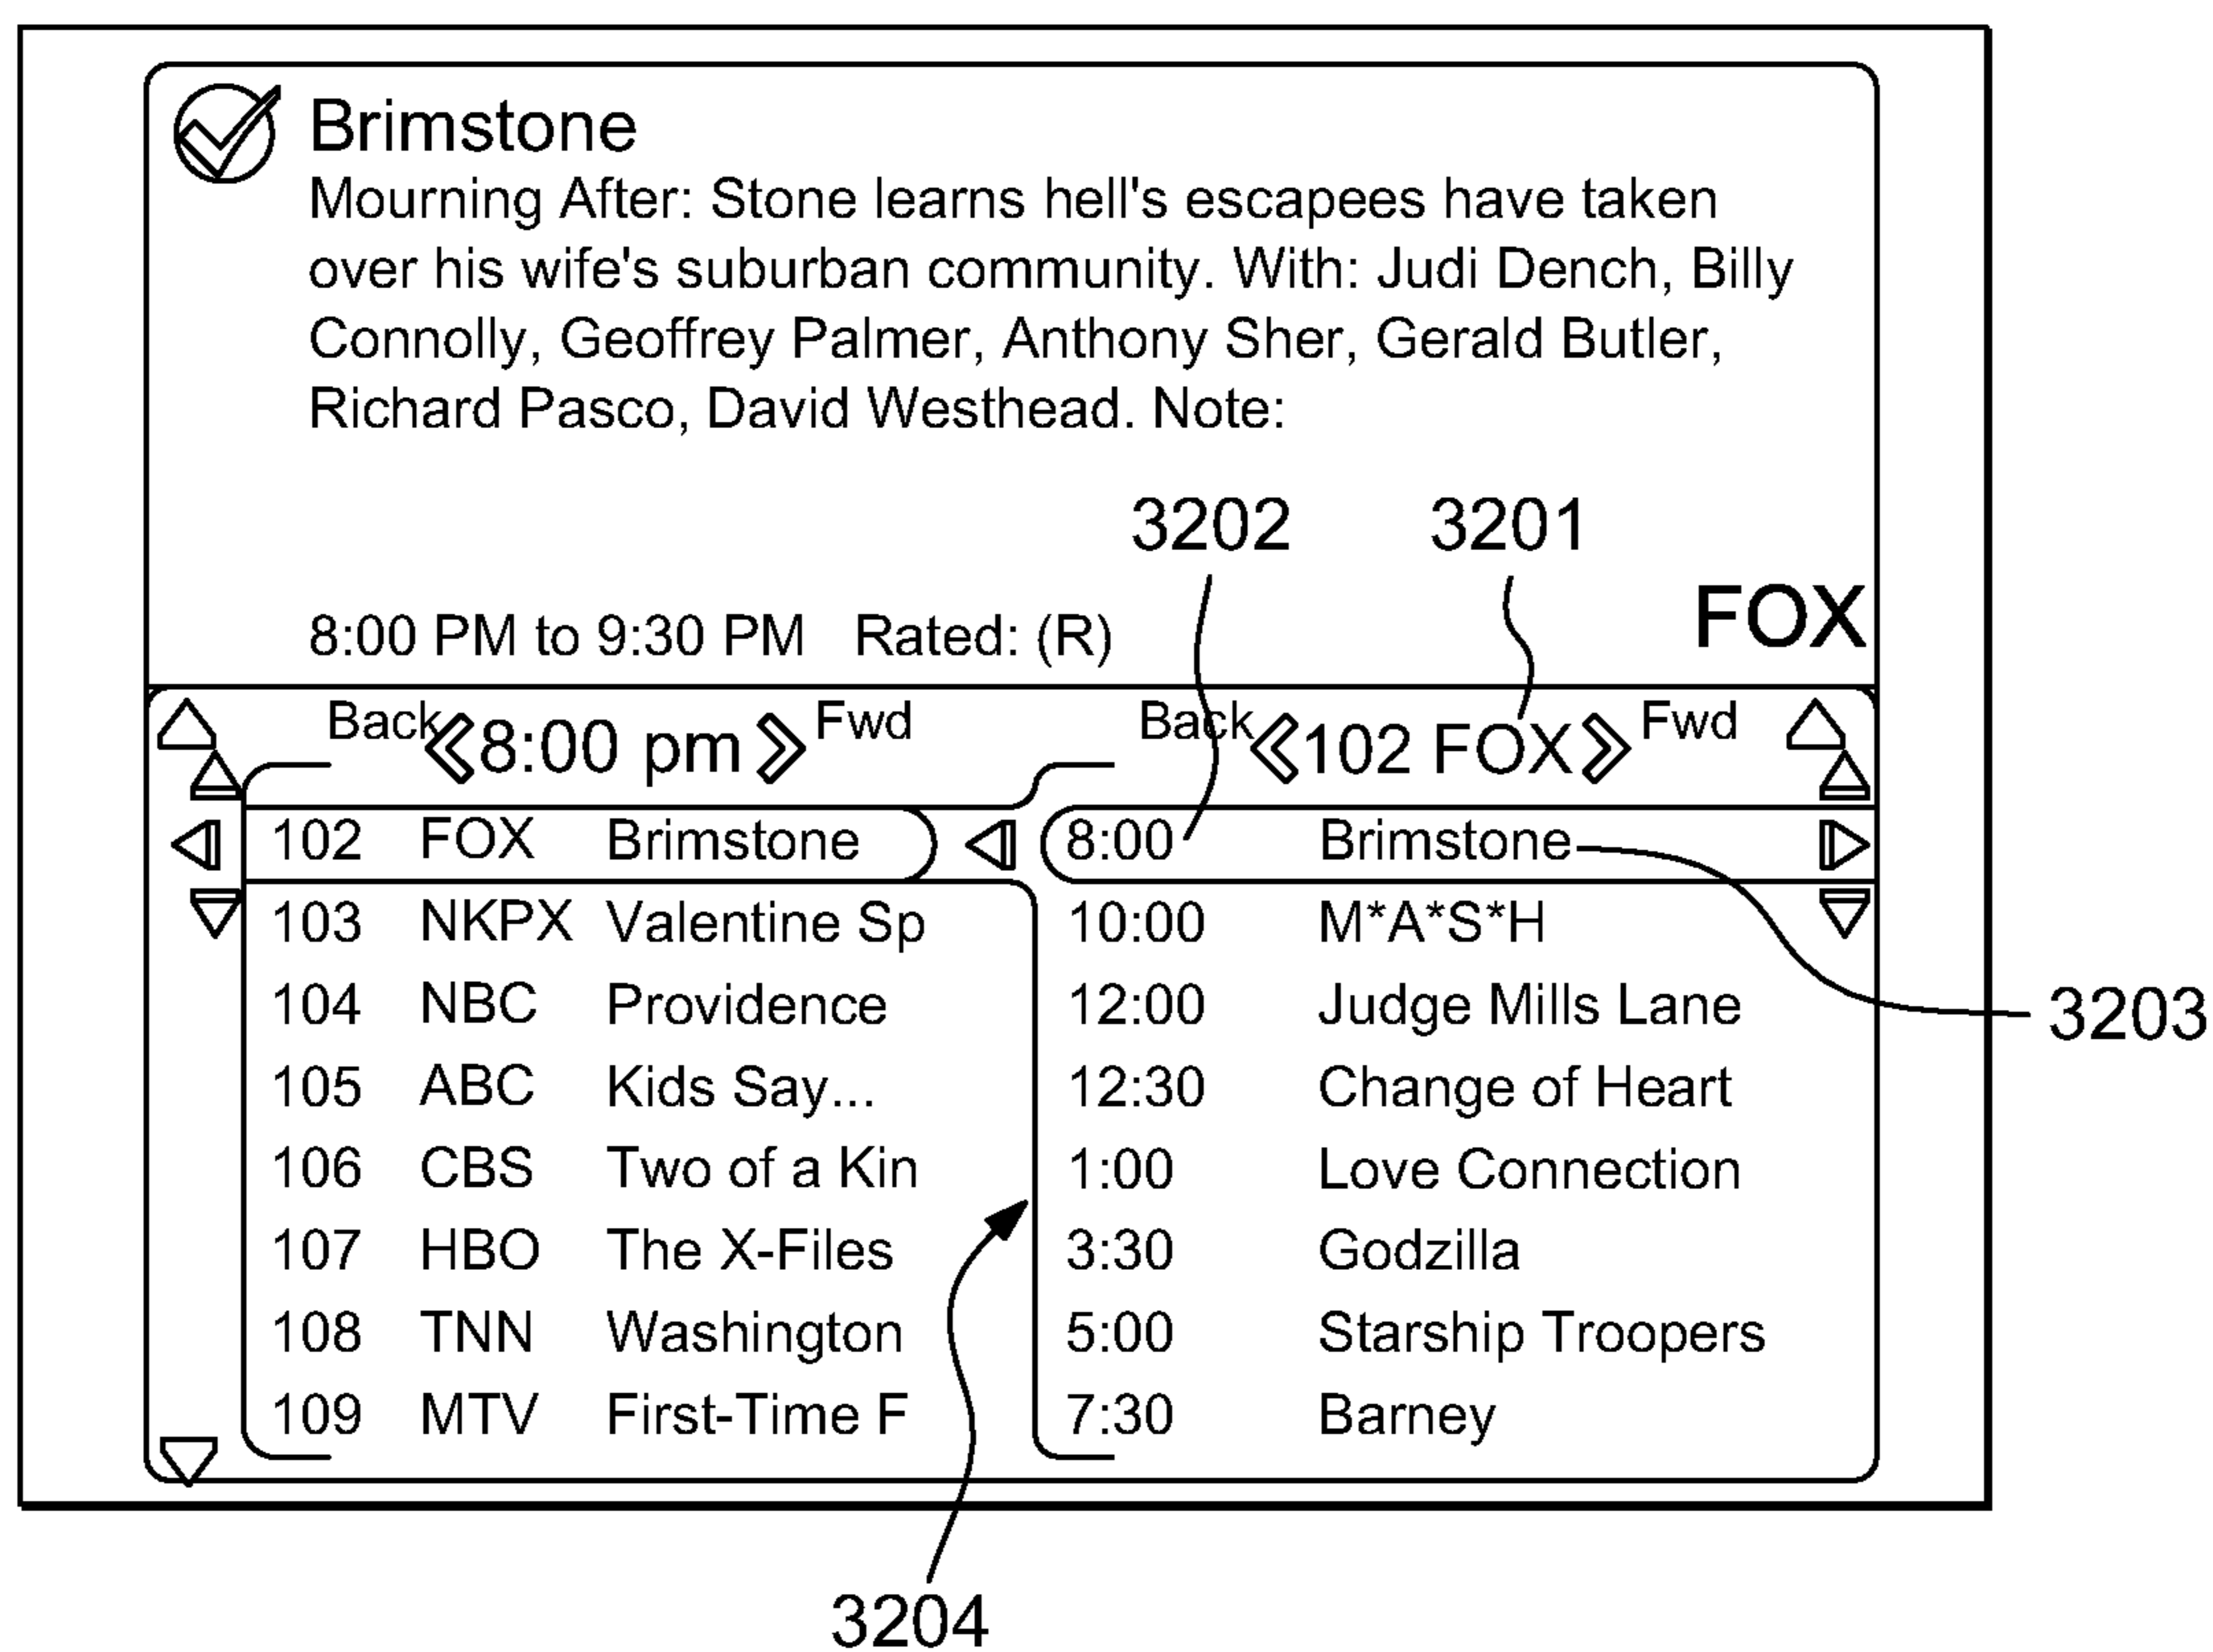 Brimstone
Mourning After: Stone learns hell's escapees have taken
over his wife's suburban community. With: Judi Dench, Billy
Connolly, Geoffrey Palmer, Anthony Sher, Gerald Butler,
Richard Pasco, David Westhead. Note:
3202 3201
8:00 PM to 9:30 PM Rated: (R) FOX
Back 8:00 pm Fwd Back 102 FOX Fwd
102 FOX Brimstone 8:00 Brimstone
103 NKPX Valentine Sp 10:00 M*A*S*H
104 NBC Providence 12:00 Judge Mills Lane
3203
105 ABC Kids Say... 12:30 Change of Heart
106 CBS Two of a Kin 1:00 Love Connection
107 HBO The X-Files 3:30 Godzilla
108 TNN Washington 5:00 Starship Troopers
109 MTV First-Time F 7:30 Barney
3204